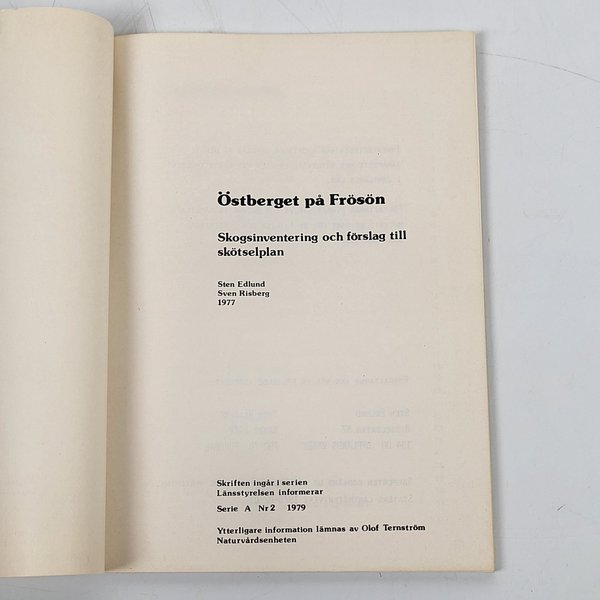 Östberget på Frösön
Skogsinventering och förslag till
skötselplan
Sten Edlund
Sven Risberg
1977
Skriften ingår i serien
Länsstyrelsen informerar
Serie A Nr 2 1979
Ytterligare information lämnas av Olof Ternström
Naturvårdsenheten